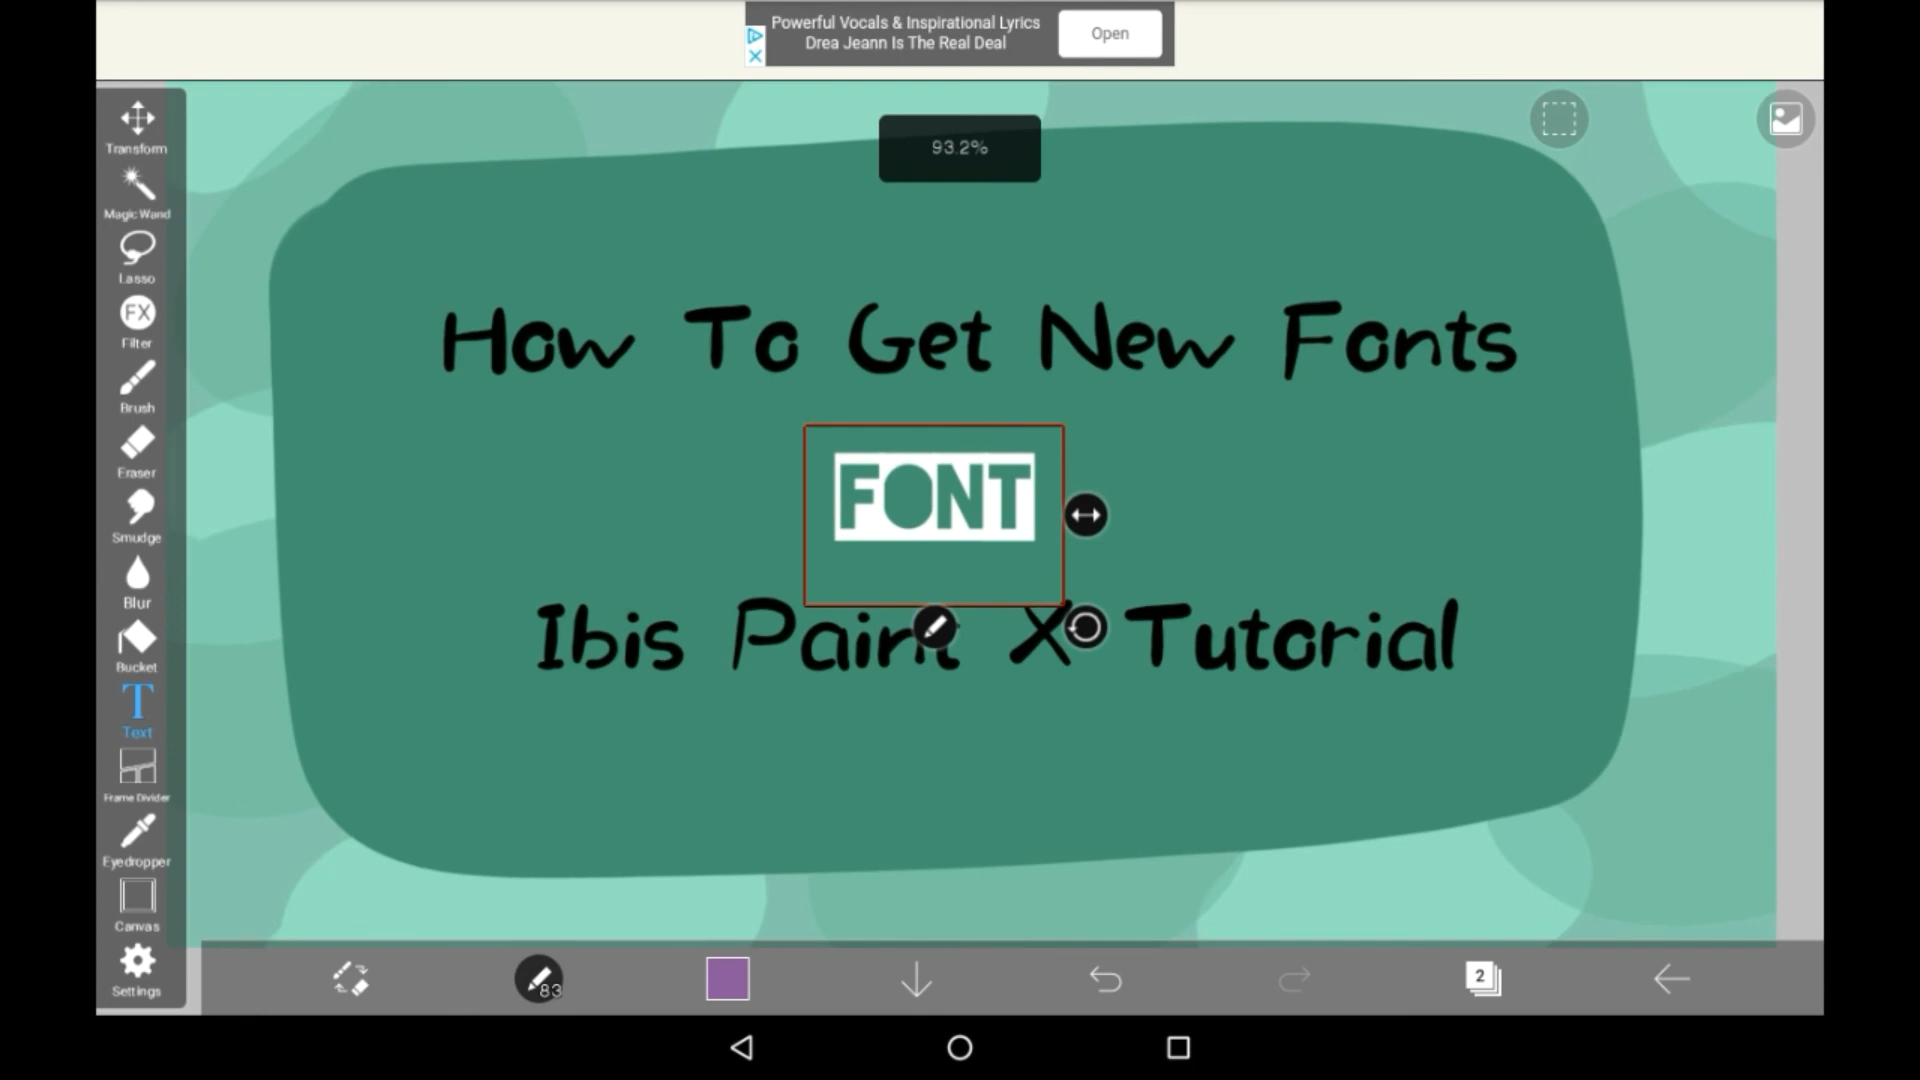 Powerful Vocals & Inspirational Lyrics
Drea Jeann Is The Real Deal
Open
93.2%
Transform
Magic Wand
Lasso
FX
Filter
Brush
Eraser
Smudge
Blur
Bucket
T
Text
Frame Divider
Eyedropper
Canvas
Settings
How To Get New Fonts
FONT
Ibis Paint X Tutorial
83
2